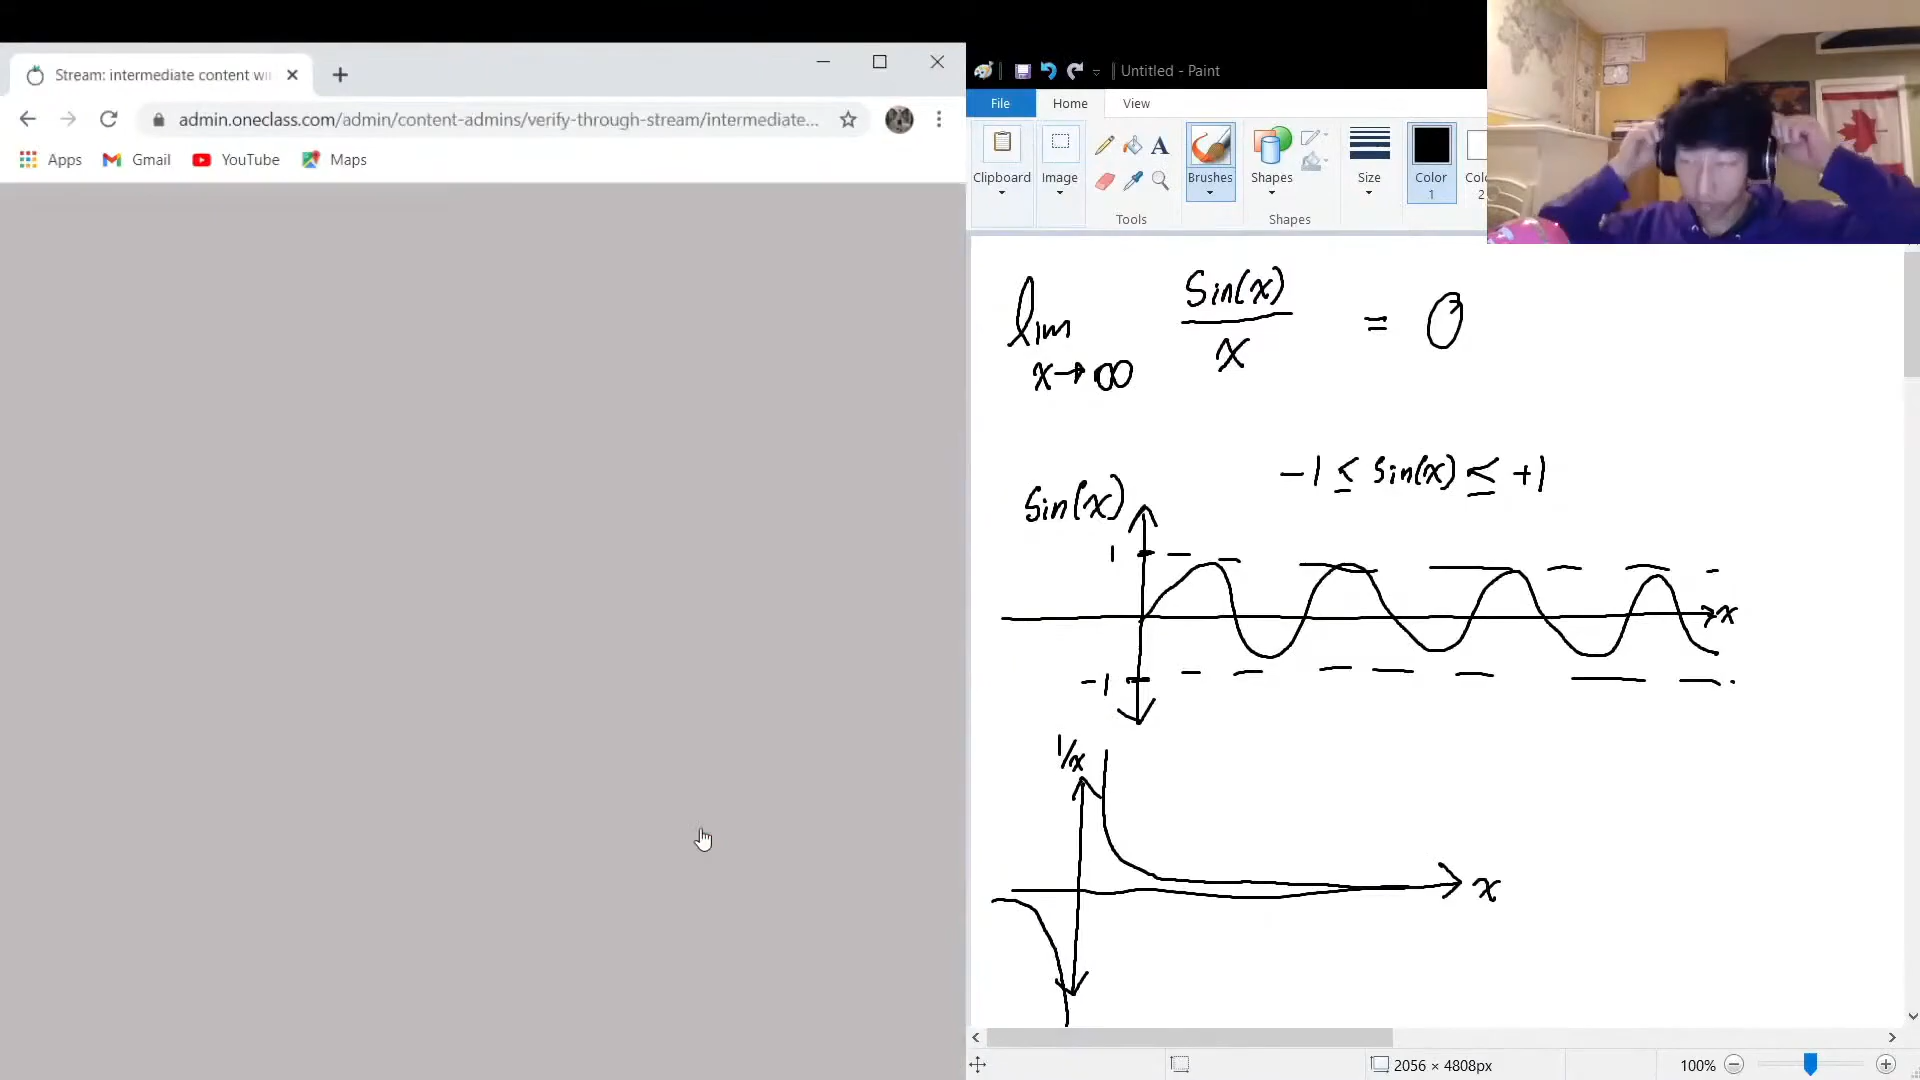 Stream: intermediate content wi
Untitled - Paint
admin.oneclass.com/admin/content-admins/verify-through-stream/intermediate...
Apps Gmail YouTube Maps
File Home View
Clipboard Image Brushes Shapes Size Color 1 2
Tools Shapes
lim x→∞ Sin(x)/x = 0
-1 ≤ Sin(x) ≤ +1
Sin(x)
1
x
-1
1/x
x
2056 × 4808px 100%